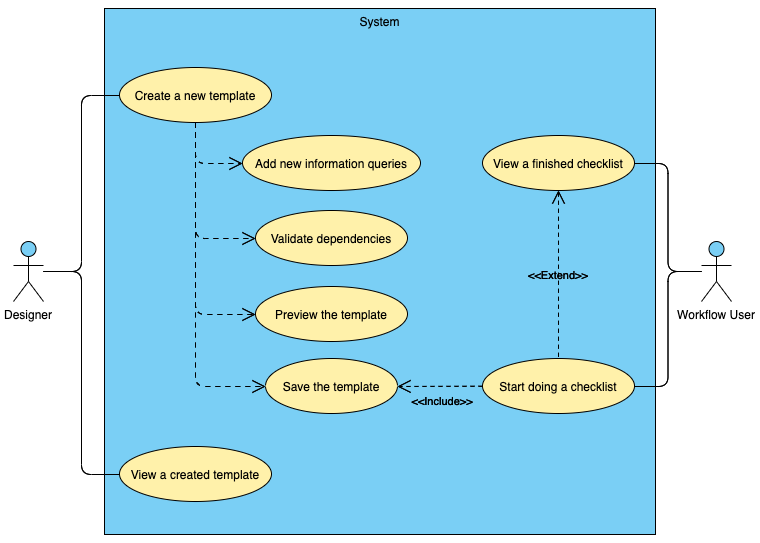 System
Create a new template
Add new information queries
View a finished checklist
Validate dependencies
<<Extend>>
Designer
Preview the template
Workflow User
Save the template
Start doing a checklist
<<Include>>
View a created template